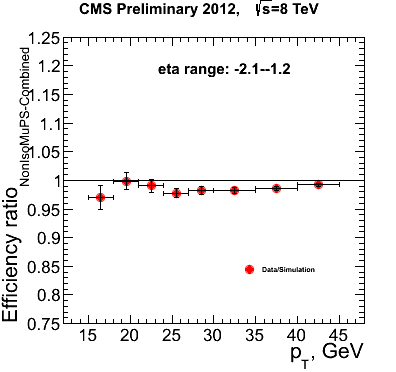 CMS Preliminary 2012, √s=8 TeV
eta range: -2.1--1.2
NonIsoMuPS-Combined
Efficiency ratio
1.25
1.2
1.15
1.1
1.05
1
0.95
0.9
0.85
0.8
0.75
Data/Simulation
15 20 25 30 35 40 45
pT, GeV